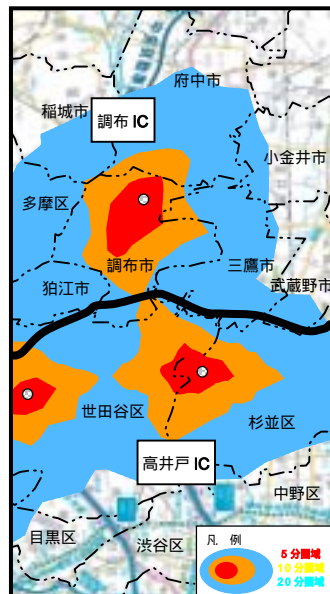 府中市
稲城市
調布 IC
小金井市
多摩区
調布市
三鷹市
狛江市
武蔵野市
世田谷区
杉並区
高井戸 IC
中野区
目黒区
渋谷区
凡 例
5 分圏域
10 分圏域
20 分圏域